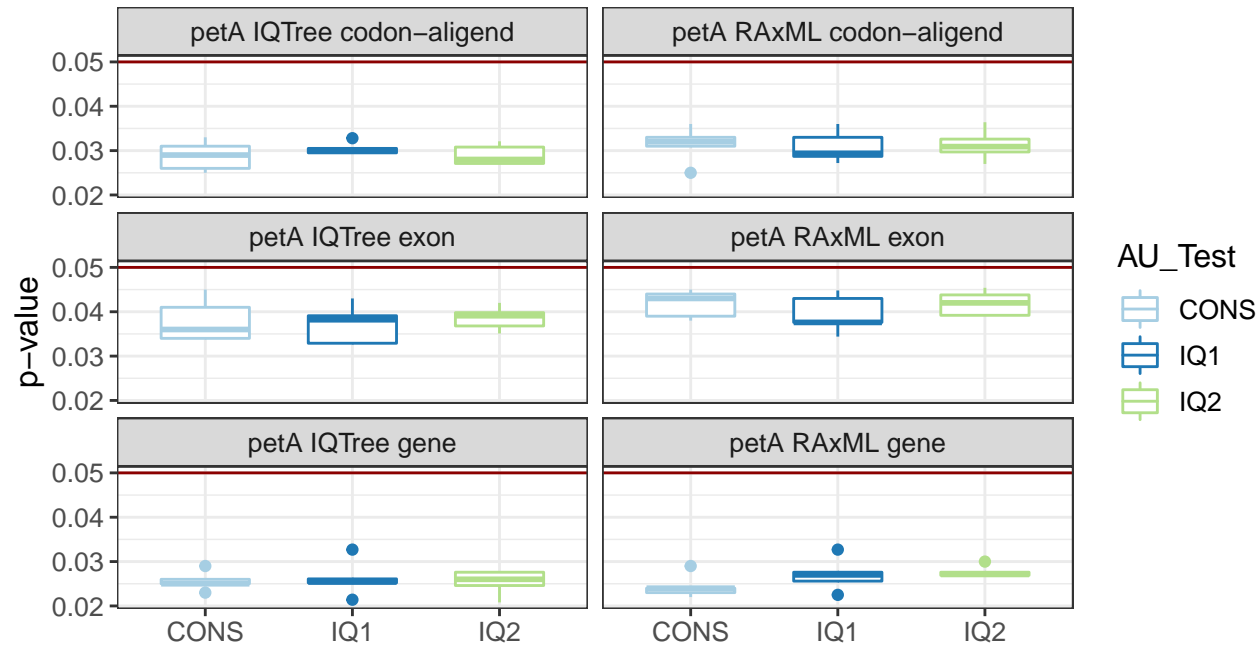 petA IQTree codon−aligend
petA RAxML codon−aligend
0.05
0.04
0.03
0.02
petA IQTree exon
petA RAxML exon
0.05
0.04
0.03
0.02
petA IQTree gene
petA RAxML gene
0.05
0.04
0.03
0.02
p−value
CONS
IQ1
IQ2
CONS
IQ1
IQ2
AU_Test
CONS
IQ1
IQ2